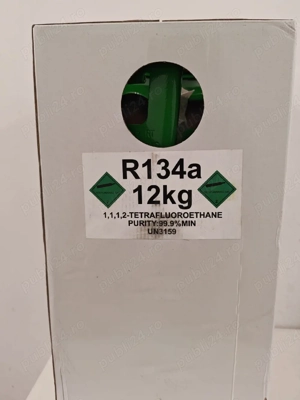 R134a
12kg
1,1,1,2-TETRAFLUOROETHANE
PURITY:99.9%MIN
UN3159